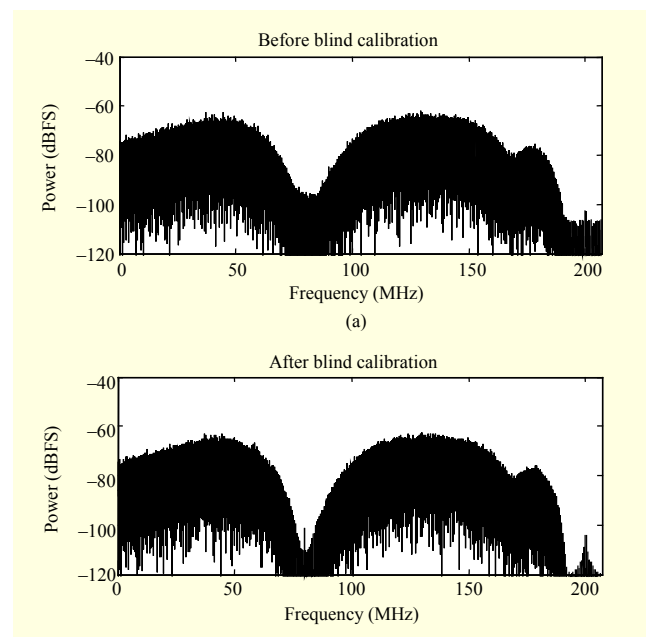 Before blind calibration
−40
−60
−80
−100
−120
Power (dBFS)
0 50 100 150 200
Frequency (MHz)
(a)
After blind calibration
−40
−60
−80
−100
−120
Power (dBFS)
0 50 100 150 200
Frequency (MHz)